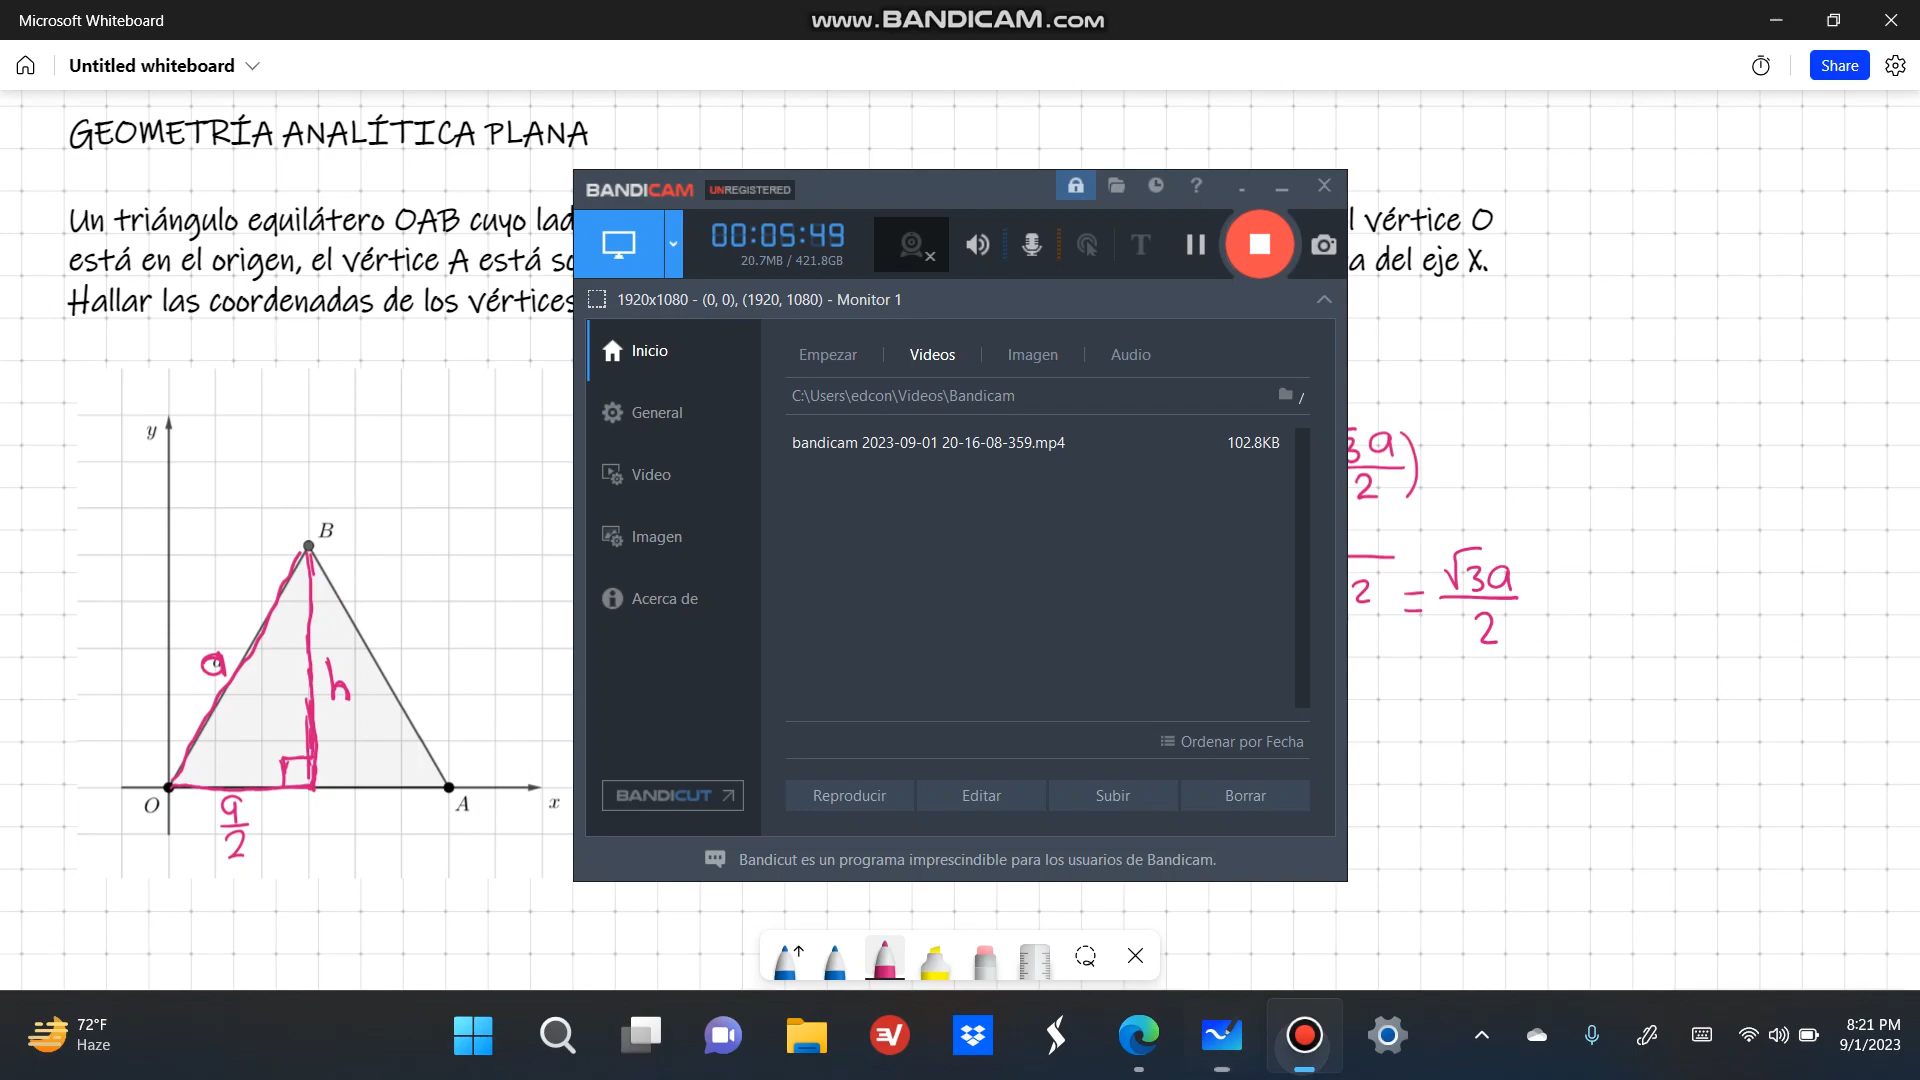 Microsoft Whiteboard
www.BANDICAM.com
Untitled whiteboard
Share
GEOMETRÍA ANALÍTICA PLANA
Un triángulo equilátero OAB cuyo lad
l vértice O
está en el origen, el vértice A está so
a del eje X.
Hallar las coordenadas de los vértices
BANDICAM UNREGISTERED
?
00:05:49
20.7MB / 421.8GB
T
1920x1080 - (0, 0), (1920, 1080) - Monitor 1
Inicio
General
Video
Imagen
Acerca de
BANDICUT
Empezar
Videos
Imagen
Audio
C:\Users\edcon\Videos\Bandicam
/
bandicam 2023-09-01 20-16-08-359.mp4
102.8KB
Ordenar por Fecha
Reproducir
Editar
Subir
Borrar
Bandicut es un programa imprescindible para los usuarios de Bandicam.
y
B
a
h
O
A
x
a
2
3a
2 )
2 = √3a
2
72°F
Haze
8:21 PM
9/1/2023